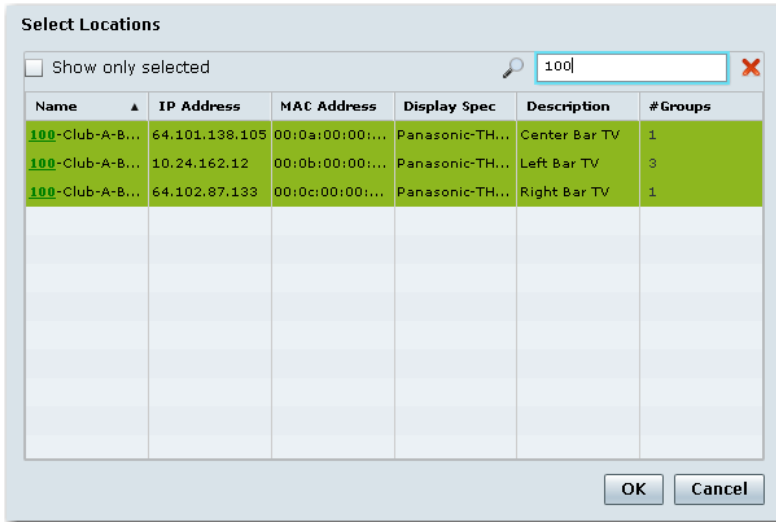 Select Locations
Show only selected 100
Name IP Address MAC Address Display Spec Description #Groups
100-Club-A-B... 64.101.138.105 00:0a:00:00:... Panasonic-TH... Center Bar TV 1
100-Club-A-B... 10.24.162.12 00:0b:00:00:... Panasonic-TH... Left Bar TV 3
100-Club-A-B... 64.102.87.133 00:0c:00:00:... Panasonic-TH... Right Bar TV 1
OK Cancel